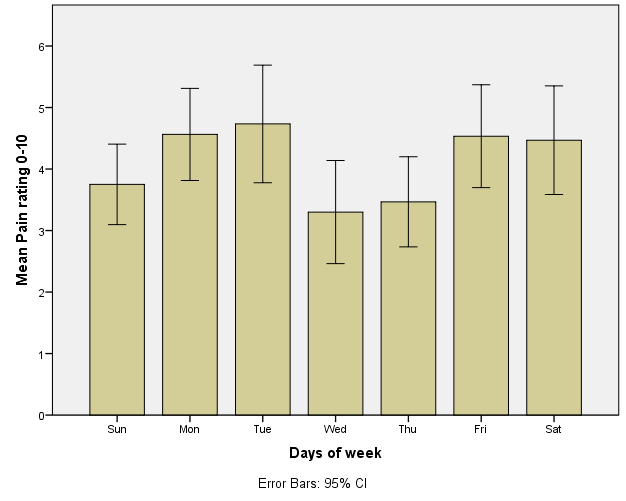 Mean Pain rating 0-10
6
5
4
3
2
1
0
Sun Mon Tue Wed Thu Fri Sat
Days of week
Error Bars: 95% CI